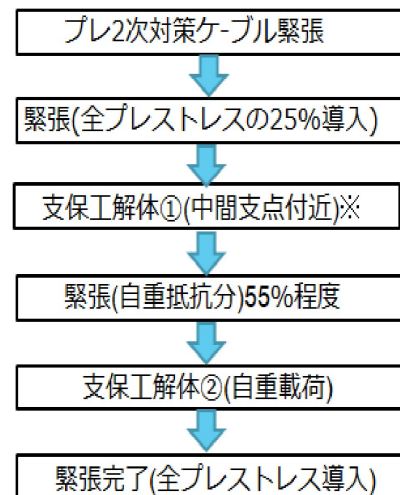 プレ2次対策ケーブル緊張
緊張(全プレストレスの25%導入)
支保工解体①(中間支点付近)※
緊張(自重抵抗分)55%程度
支保工解体②(自重載荷)
緊張完了(全プレストレス導入)